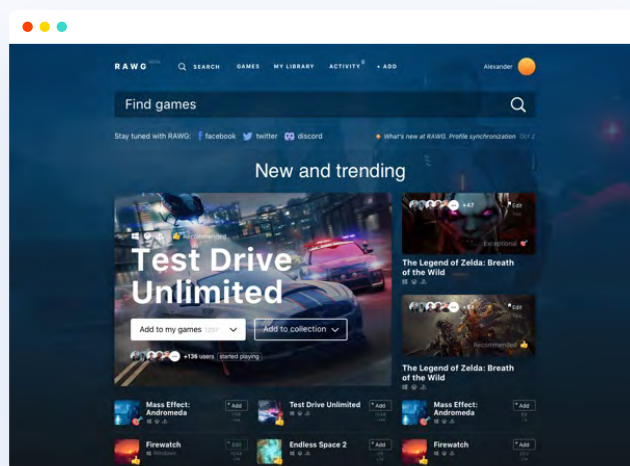 RAWG
SEARCH GAMES MY LIBRARY ACTIVITY + ADD
Alexander
Find games
Stay tuned with RAWG: facebook twitter discord
What's new at RAWG. Profile synchronization
New and trending
Recommended
Test Drive
Unlimited
Add to my games
Add to collection
+136 users started playing
+47
Edit
Exceptional
The Legend of Zelda: Breath
of the Wild
Edit
Recommended
The Legend of Zelda: Breath
of the Wild
Mass Effect:
Andromeda
Add
Test Drive Unlimited
Add
Mass Effect:
Andromeda
Add
Firewatch
Edit
Windows
Endless Space 2
Add
Firewatch
Add